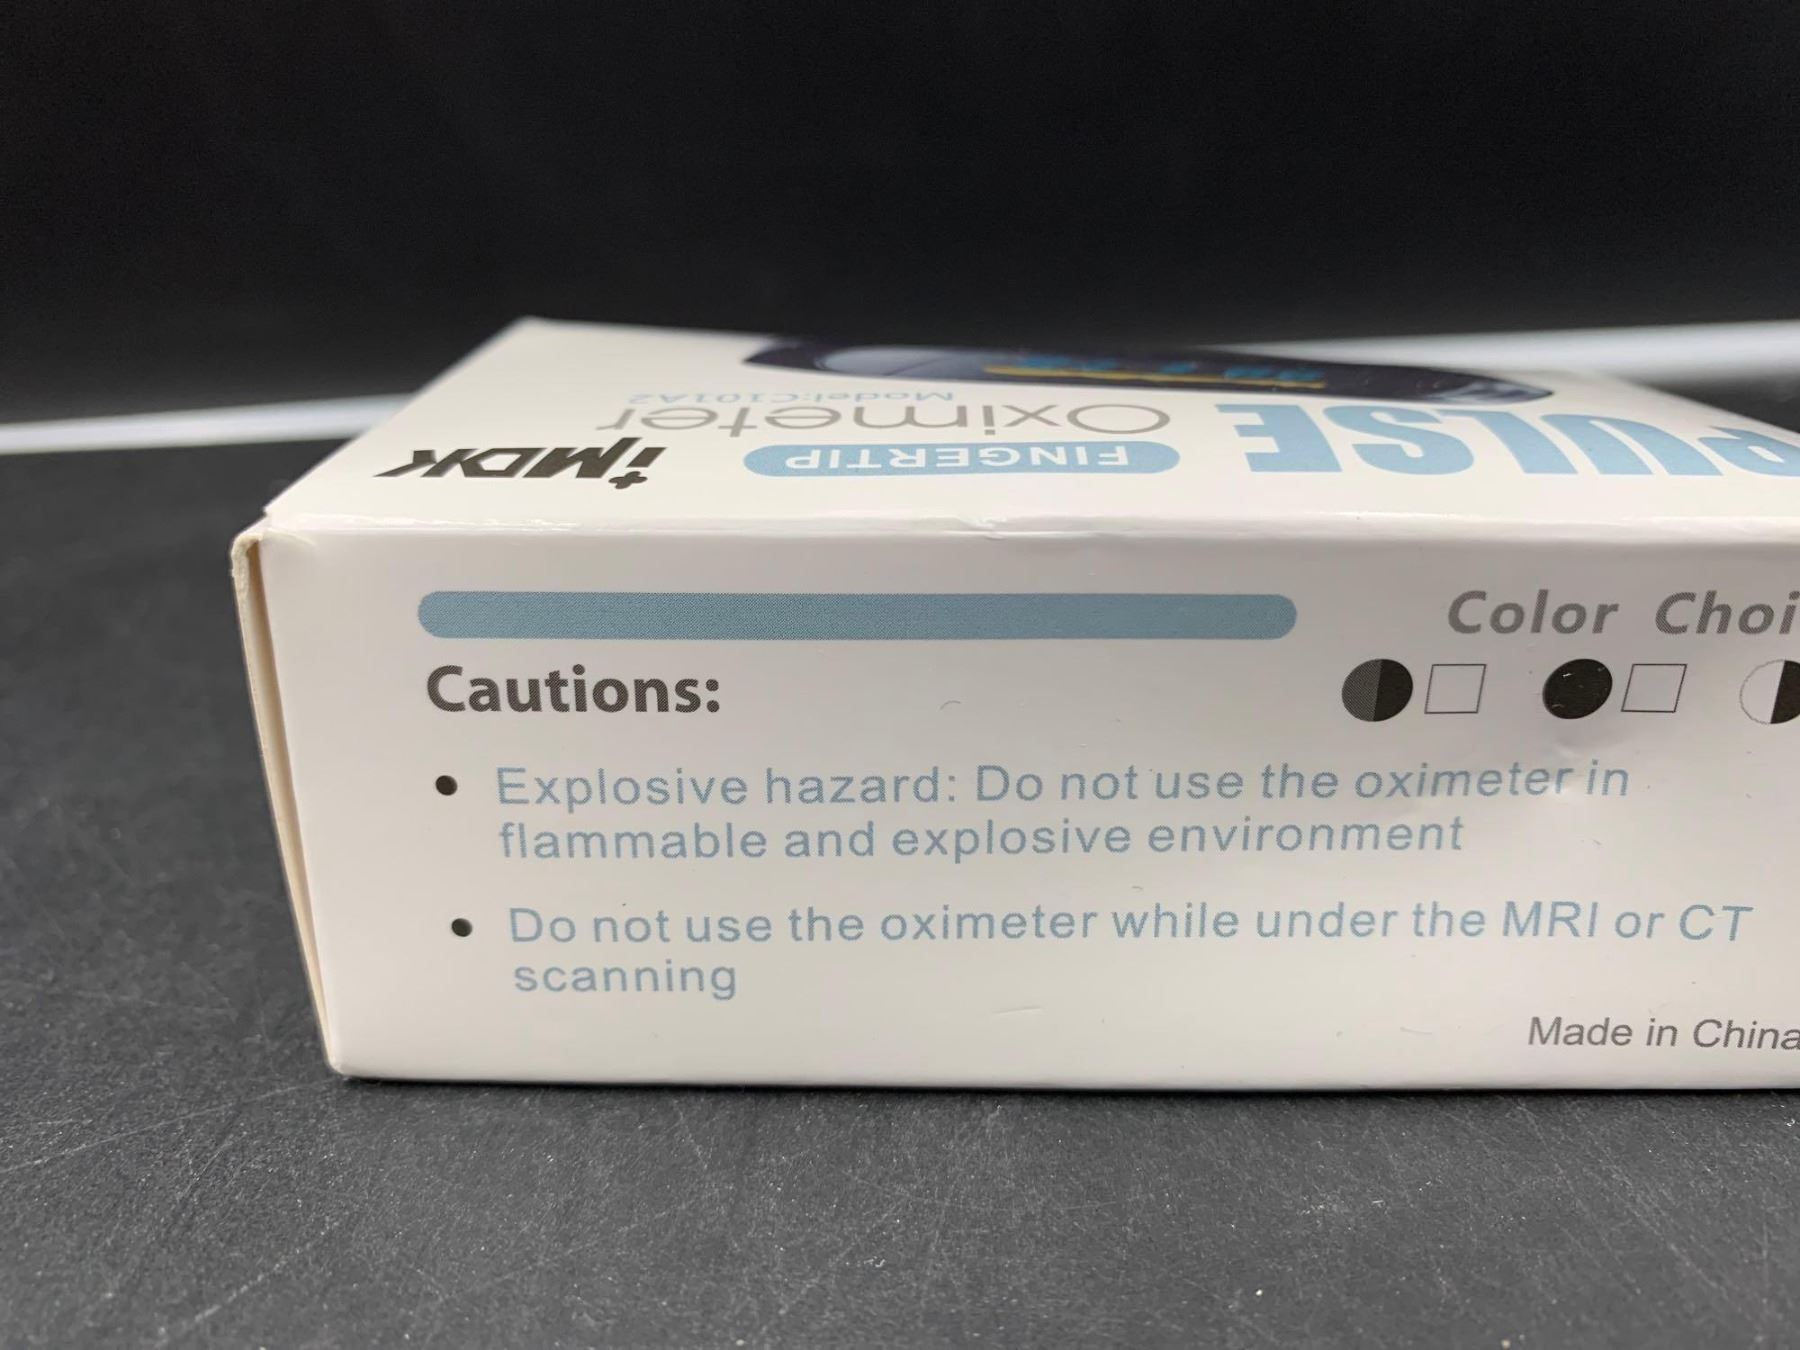 Model:C101A2
Oximeter
PULSE
FINGERTIP
iMDK
Color Choi
Cautions:
• Explosive hazard: Do not use the oximeter in
flammable and explosive environment
• Do not use the oximeter while under the MRI or CT
scanning
Made in China